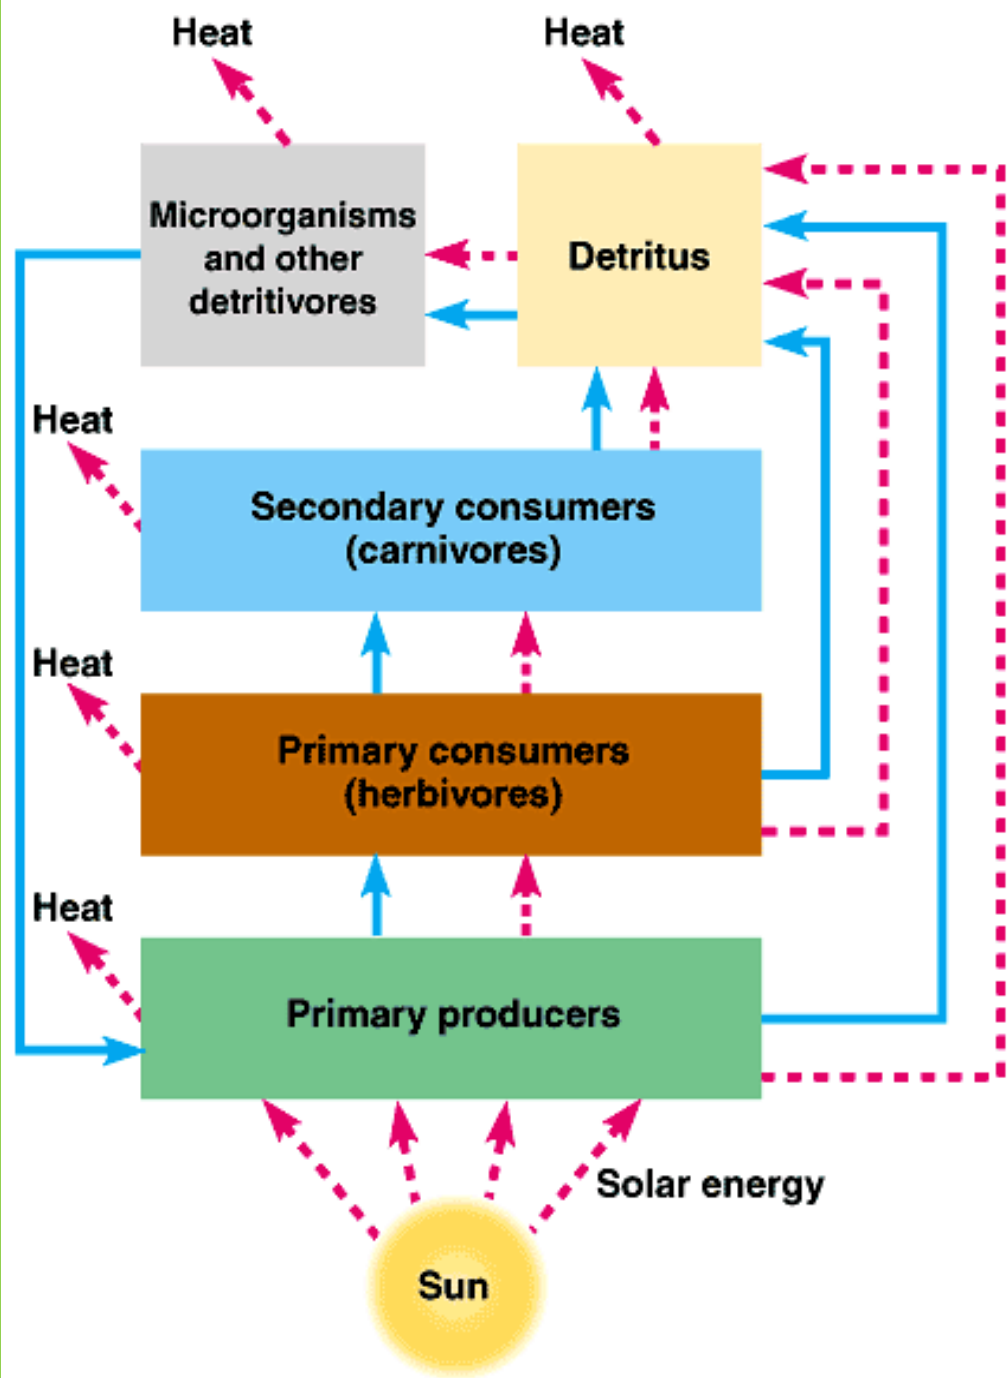 Heat
Heat
Microorganisms
and other
detritivores
Detritus
Heat
Secondary consumers
(carnivores)
Heat
Primary consumers
(herbivores)
Heat
Primary producers
Solar energy
Sun